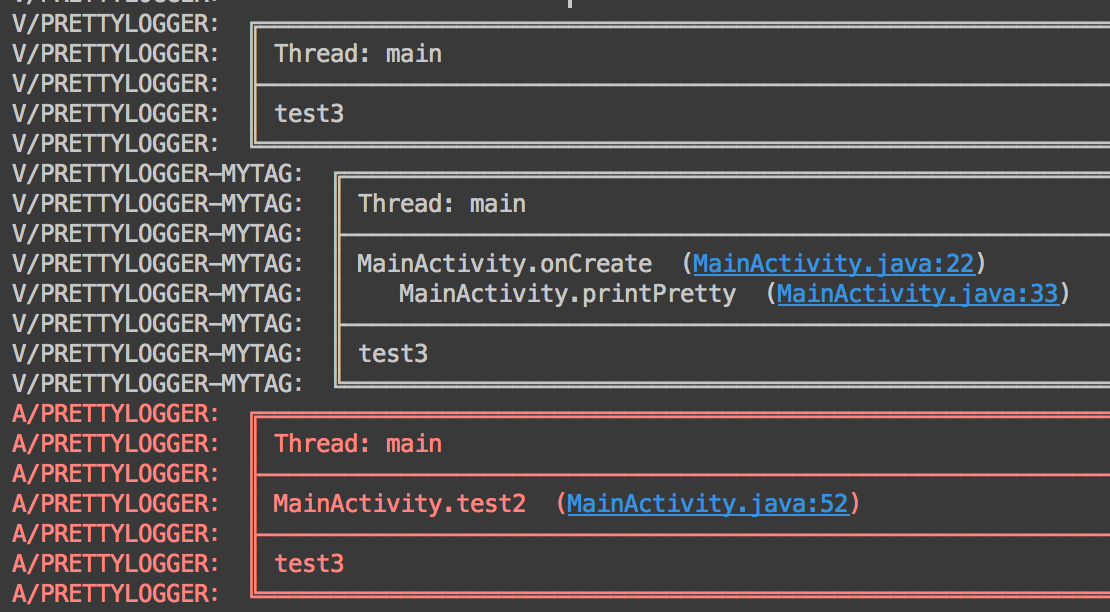 V/PRETTYLOGGER:
V/PRETTYLOGGER: Thread: main
V/PRETTYLOGGER:
V/PRETTYLOGGER: test3
V/PRETTYLOGGER:
V/PRETTYLOGGER-MYTAG:
V/PRETTYLOGGER-MYTAG: Thread: main
V/PRETTYLOGGER-MYTAG:
V/PRETTYLOGGER-MYTAG: MainActivity.onCreate (MainActivity.java:22)
V/PRETTYLOGGER-MYTAG: MainActivity.printPretty (MainActivity.java:33)
V/PRETTYLOGGER-MYTAG:
V/PRETTYLOGGER-MYTAG: test3
V/PRETTYLOGGER-MYTAG:
A/PRETTYLOGGER:
A/PRETTYLOGGER: Thread: main
A/PRETTYLOGGER:
A/PRETTYLOGGER: MainActivity.test2 (MainActivity.java:52)
A/PRETTYLOGGER:
A/PRETTYLOGGER: test3
A/PRETTYLOGGER: